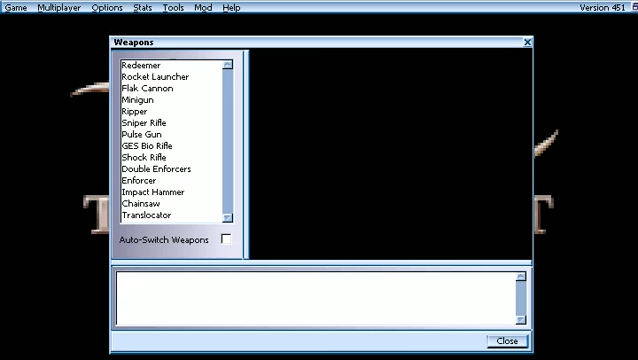 Game Multiplayer Options Stats Tools Mod Help Version 451
Weapons
Redeemer
Rocket Launcher
Flak Cannon
Minigun
Ripper
Sniper Rifle
Pulse Gun
GES Bio Rifle
Shock Rifle
Double Enforcers
Enforcer
Impact Hammer
Chainsaw
Translocator
Auto-Switch Weapons
T T
Close